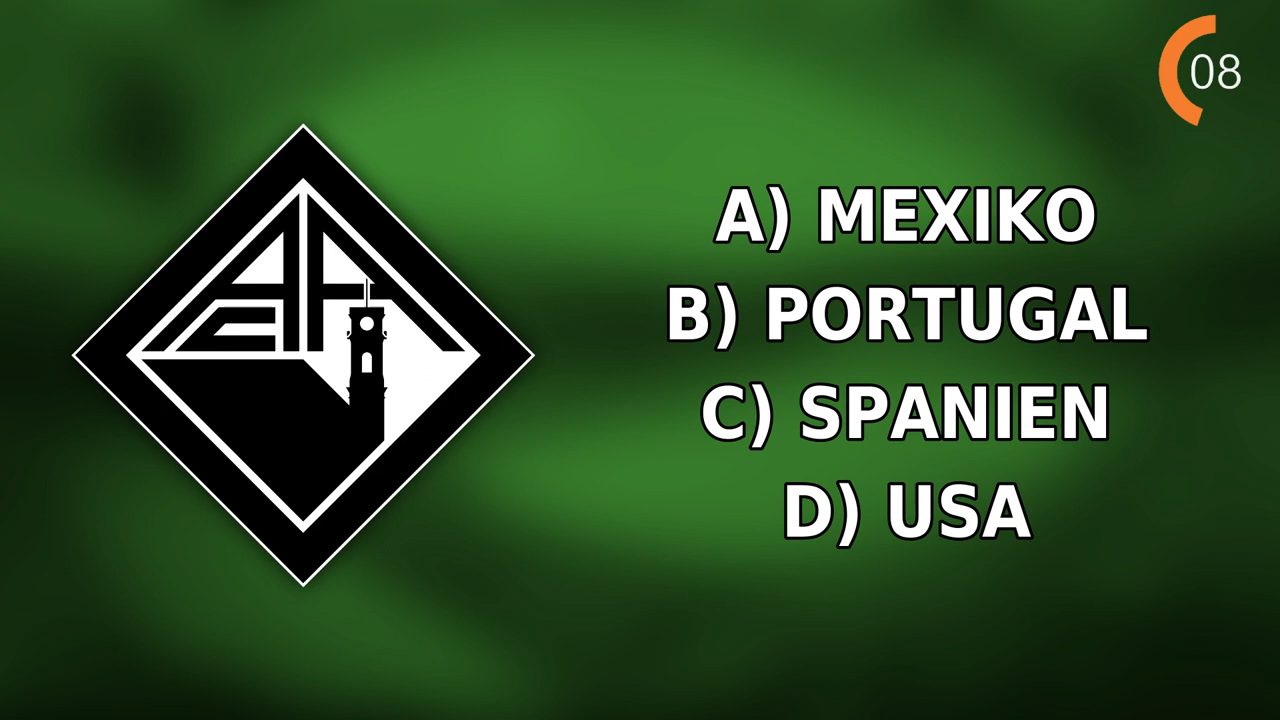 08
A) MEXIKO
B) PORTUGAL
C) SPANIEN
D) USA